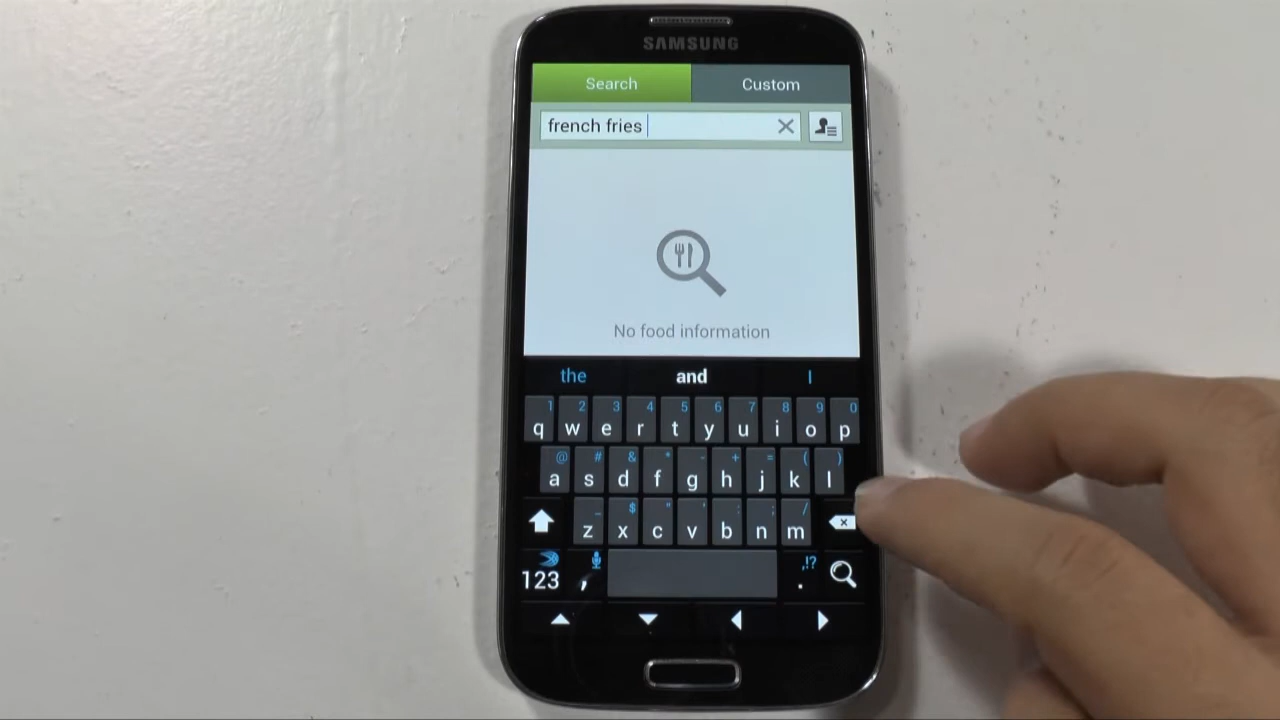 SAMSUNG
Search Custom
french fries
No food information
the and I
1 2 3 4 5 6 7 8 9 0
q w e r t y u i o p
@ # & * - + = ( )
a s d f g h j k l
_ $ " ' : ; /
z x c v b n m
,!?
123 , .